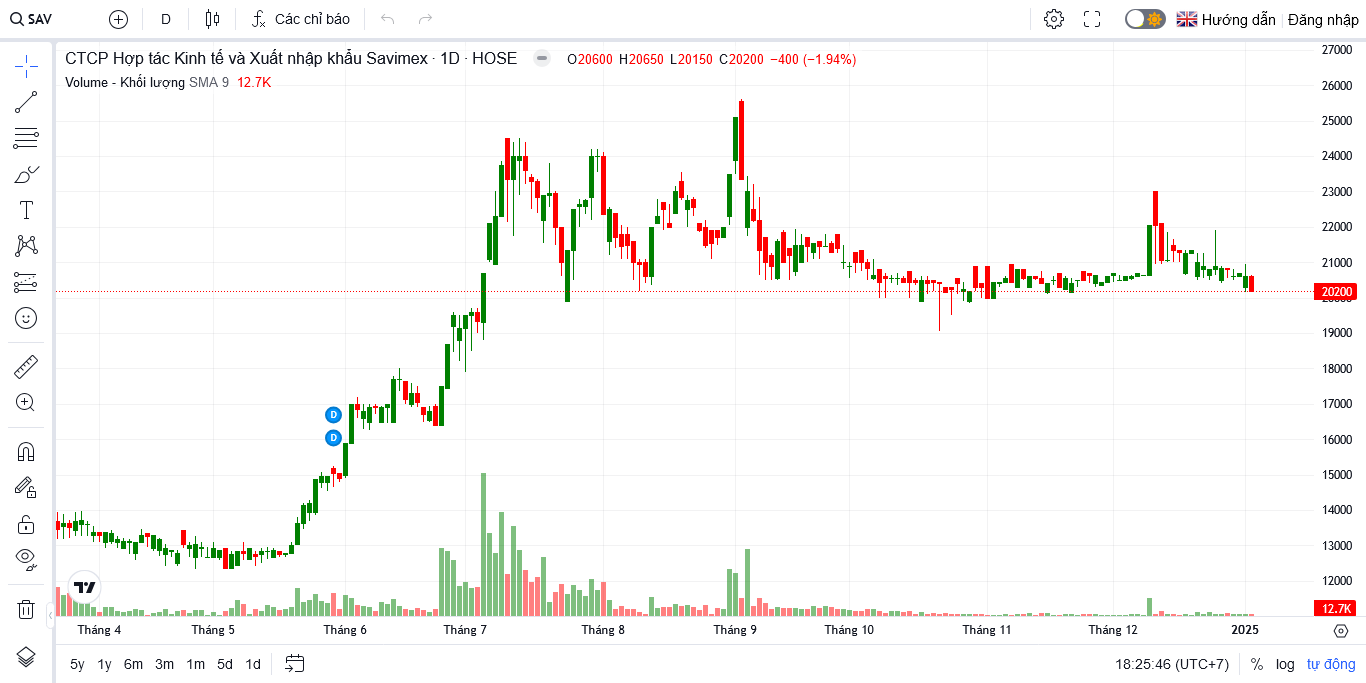 SAV D Các chỉ báo Hướng dẫn Đăng nhập
CTCP Hợp tác Kinh tế và Xuất nhập khẩu Savimex · 1D · HOSE O20600 H20650 L20150 C20200 −400 (−1.94%)
Volume - Khối lượng SMA 9 12.7K
27000
26000
25000
24000
23000
22000
21000
20200
19000
18000
17000
16000
15000
14000
13000
12000
12.7K
D
D
T
Tháng 4 Tháng 5 Tháng 6 Tháng 7 Tháng 8 Tháng 9 Tháng 10 Tháng 11 Tháng 12 2025
5y 1y 6m 3m 1m 5d 1d 18:25:46 (UTC+7) % log tự động